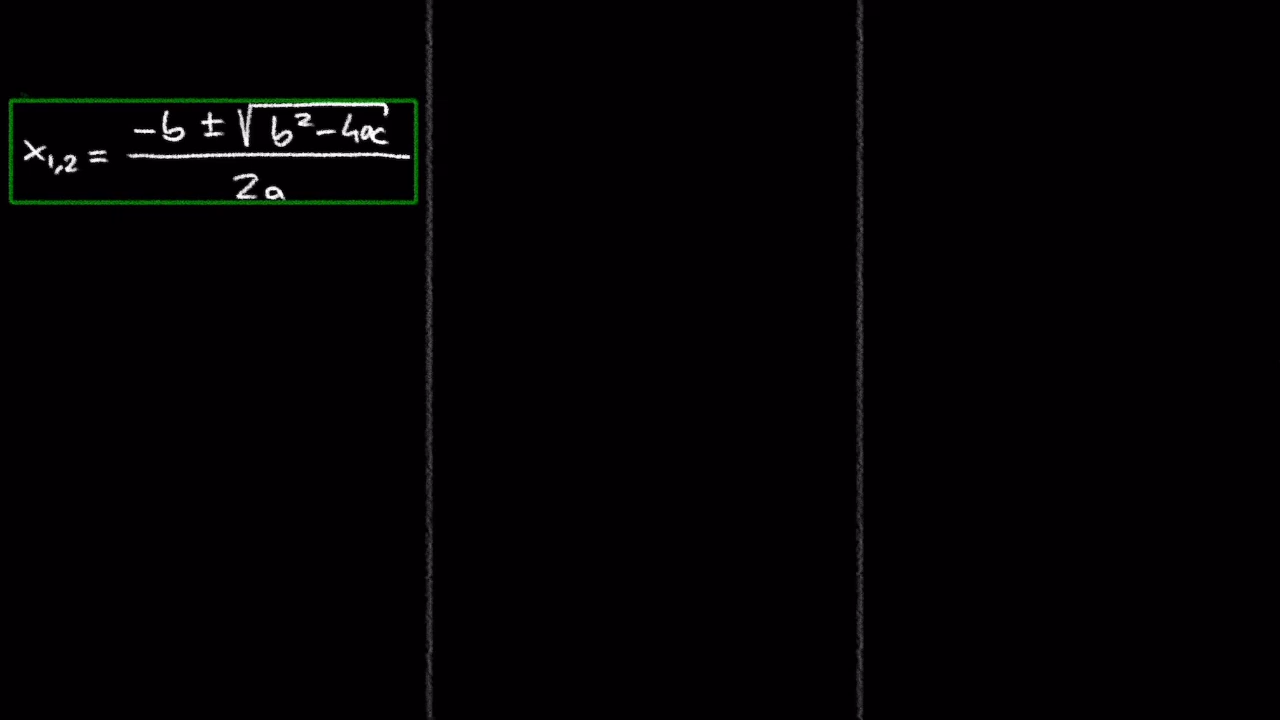 x₁,₂ = (-b ± √(b² - 4ac)) / 2a